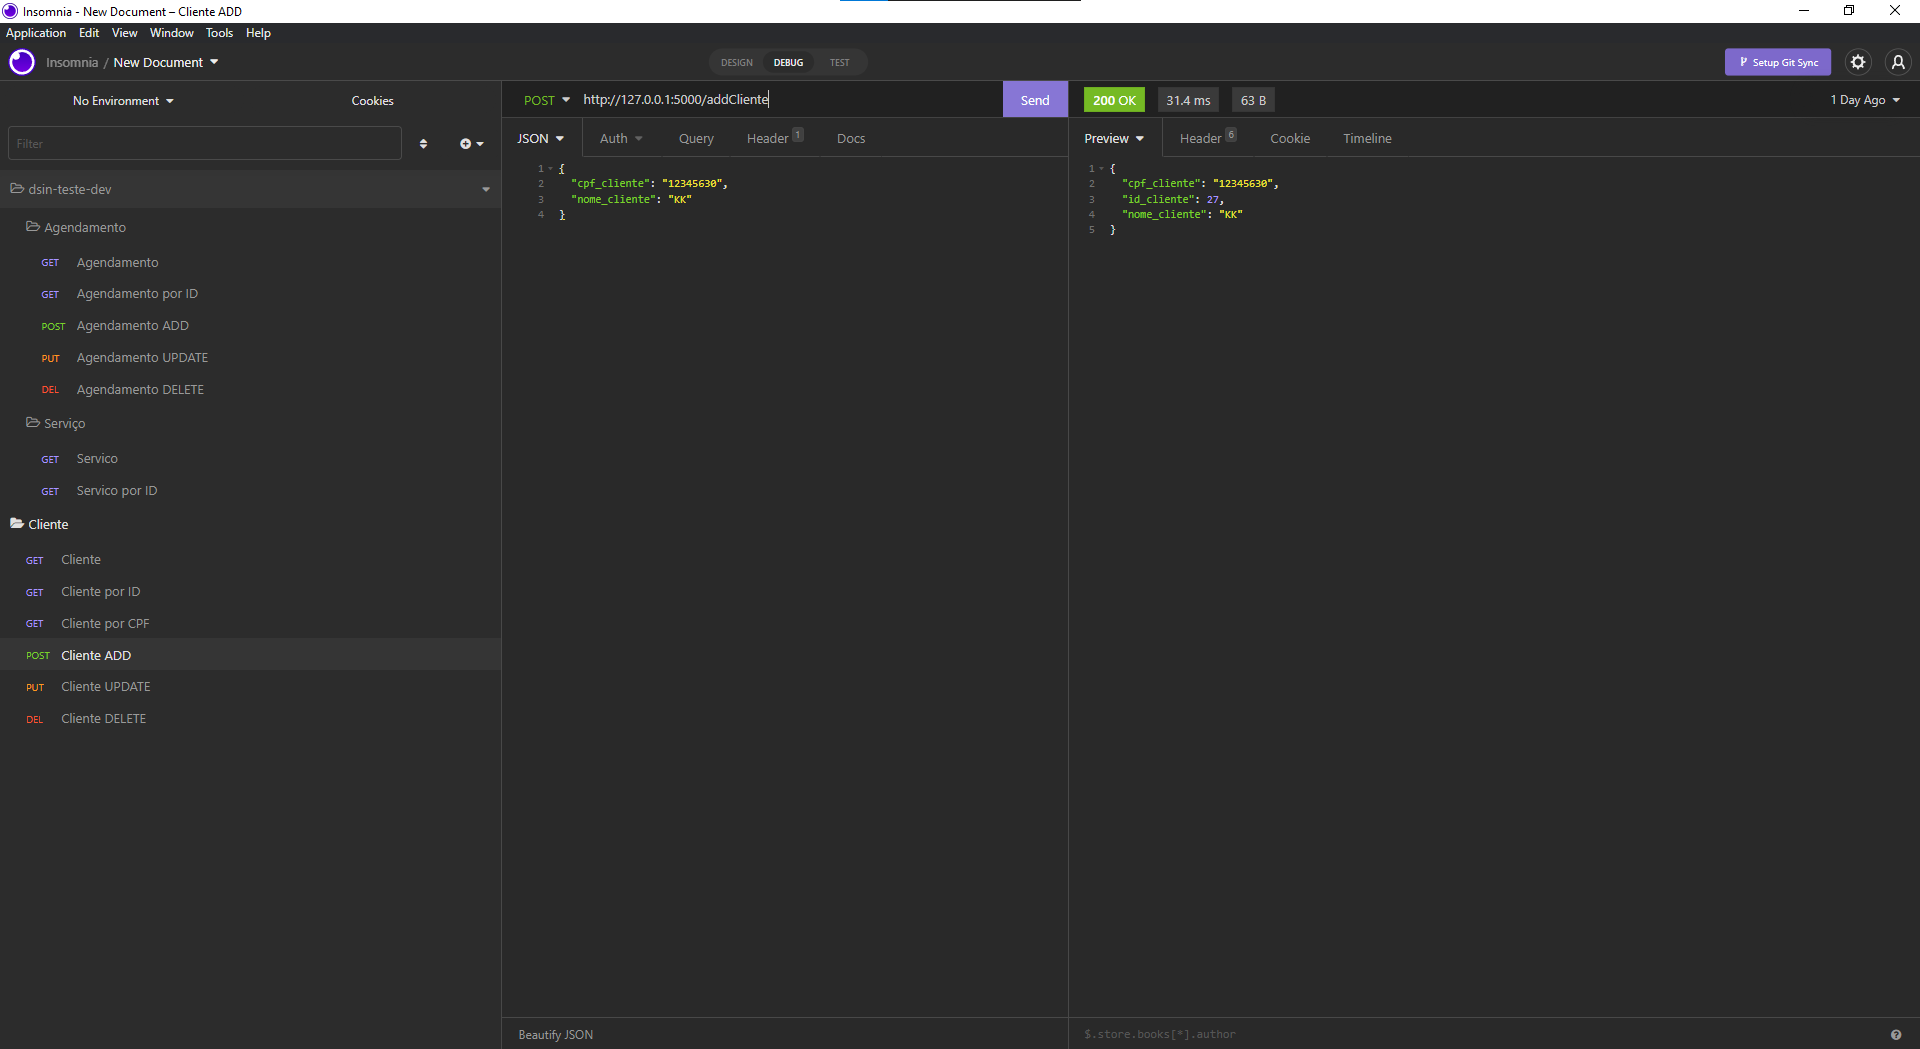 Insomnia - New Document – Cliente ADD
Application Edit View Window Tools Help
Insomnia / New Document
DESIGN DEBUG TEST
Setup Git Sync
No Environment Cookies
Filter
dsin-teste-dev
Agendamento
GET Agendamento
GET Agendamento por ID
POST Agendamento ADD
PUT Agendamento UPDATE
DEL Agendamento DELETE
Serviço
GET Servico
GET Servico por ID
Cliente
GET Cliente
GET Cliente por ID
GET Cliente por CPF
POST Cliente ADD
PUT Cliente UPDATE
DEL Cliente DELETE
POST http://127.0.0.1:5000/addCliente Send
JSON Auth Query Header 1 Docs
1 {
2 "cpf_cliente": "12345630",
3 "nome_cliente": "KK"
4 }
Beautify JSON
200 OK 31.4 ms 63 B 1 Day Ago
Preview Header 6 Cookie Timeline
1 {
2 "cpf_cliente": "12345630",
3 "id_cliente": 27,
4 "nome_cliente": "KK"
5 }
$.store.books[*].author